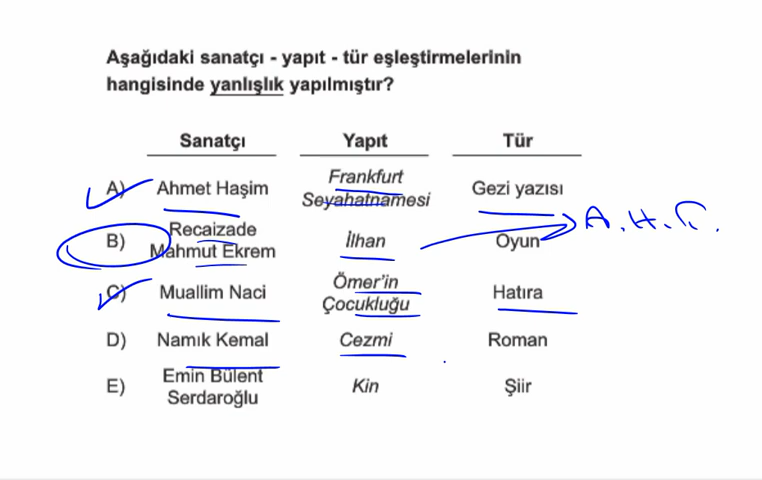 Aşağıdaki sanatçı - yapıt - tür eşleştirmelerinin
hangisinde yanlışlık yapılmıştır?
Sanatçı Yapıt Tür
A) Ahmet Haşim Frankfurt Seyahatnamesi Gezi yazısı
A.H.T.
B) Recaizade Mahmut Ekrem İlhan Oyun
C) Muallim Naci Ömer'in Çocukluğu Hatıra
D) Namık Kemal Cezmi Roman
E) Emin Bülent Serdaroğlu Kin Şiir